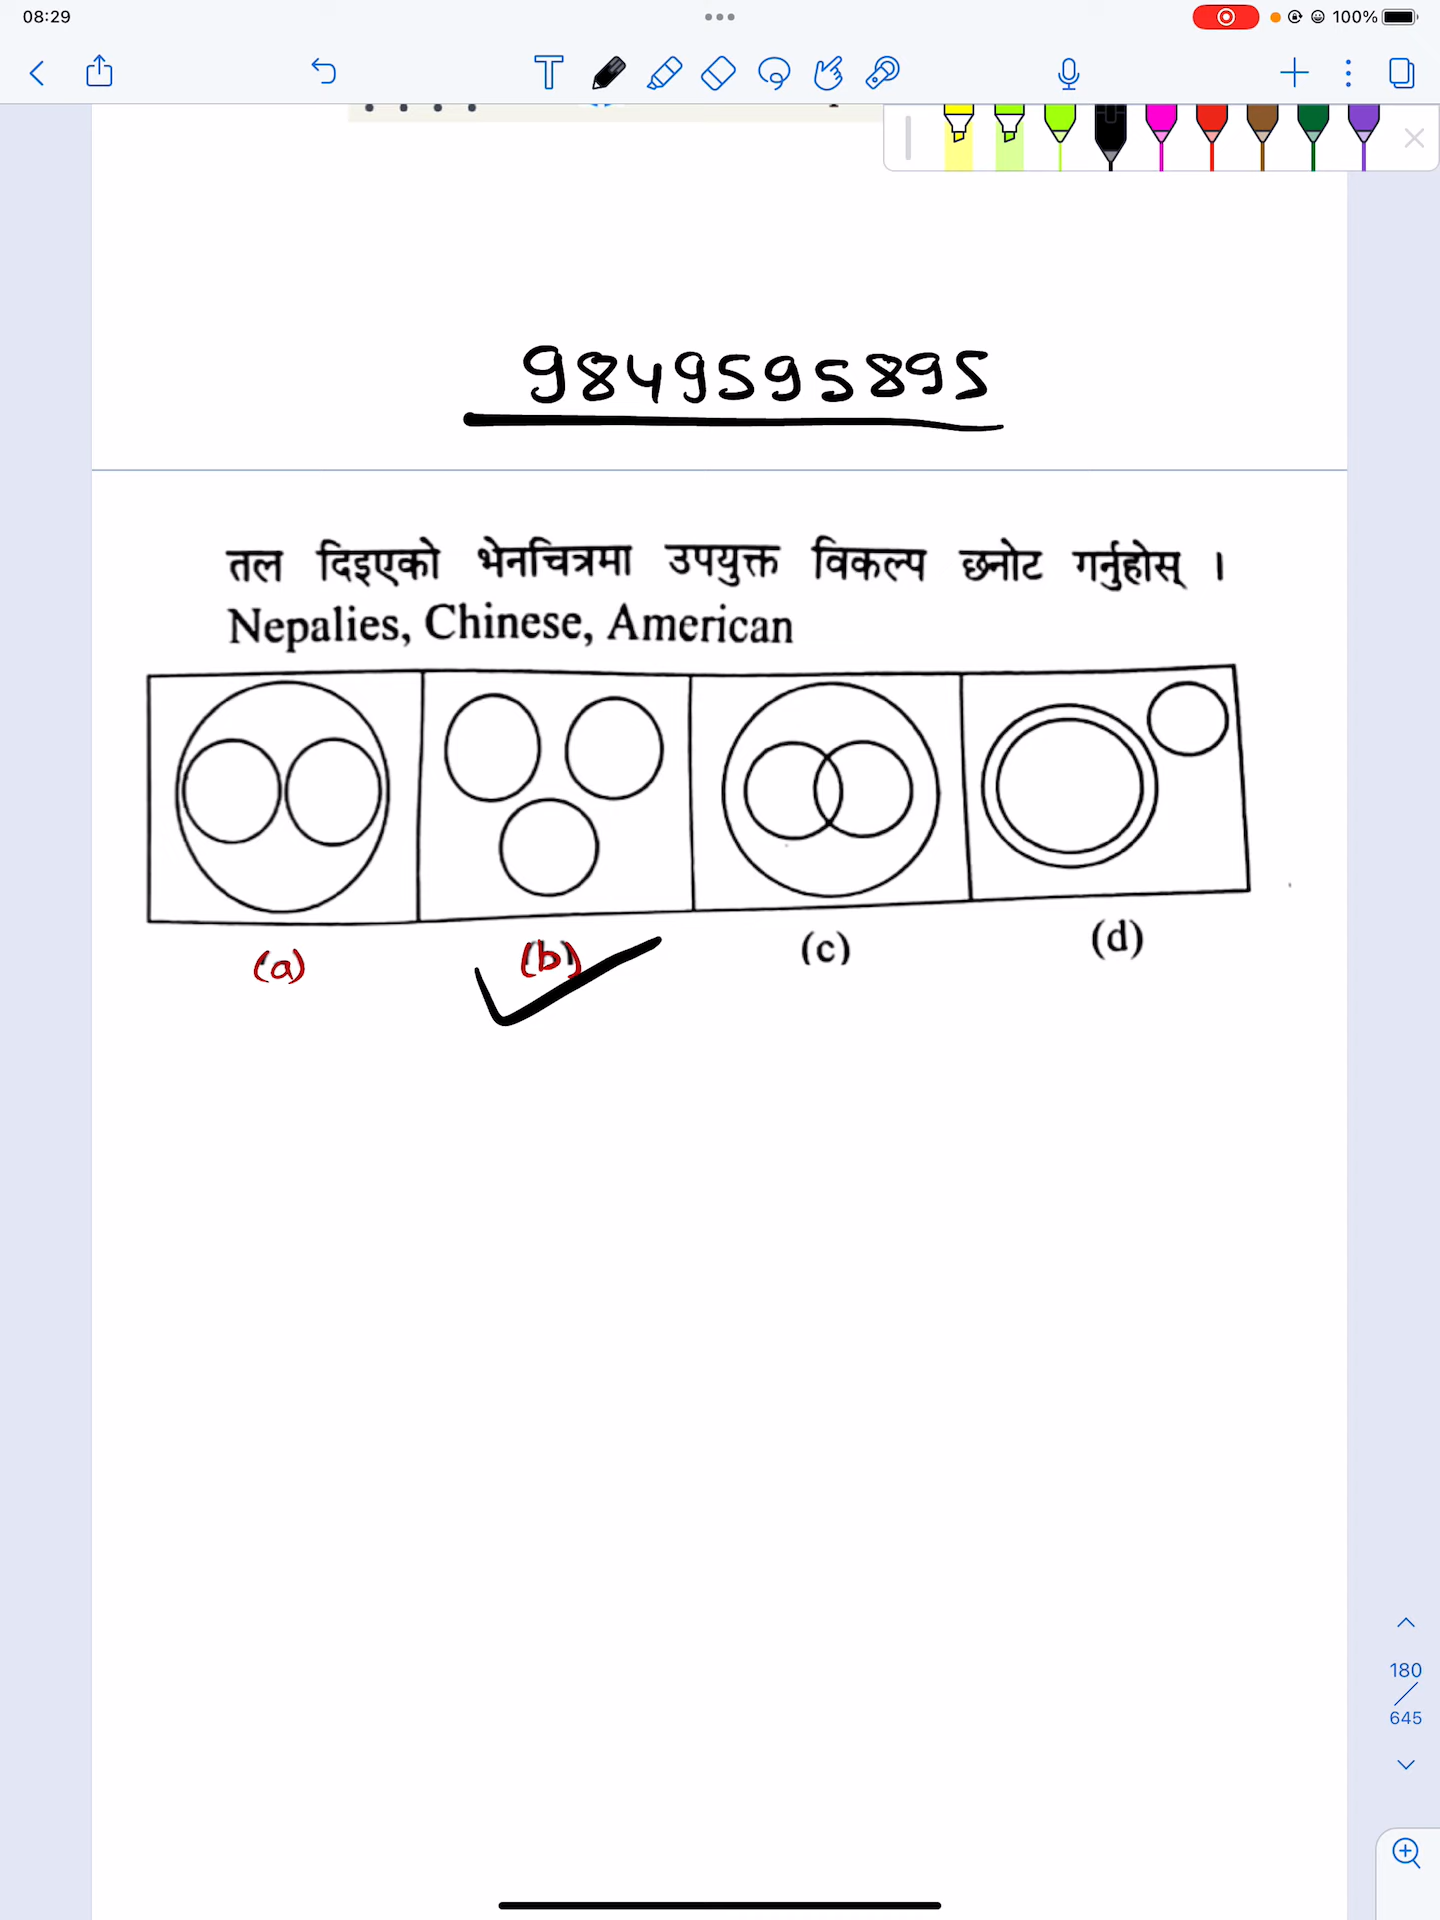 08:29
100%
T
9849595895
तल दिइएको भेनचित्रमा उपयुक्त विकल्प छनोट गर्नुहोस् ।
Nepalies, Chinese, American
(a) (b) (c) (d)
180
645